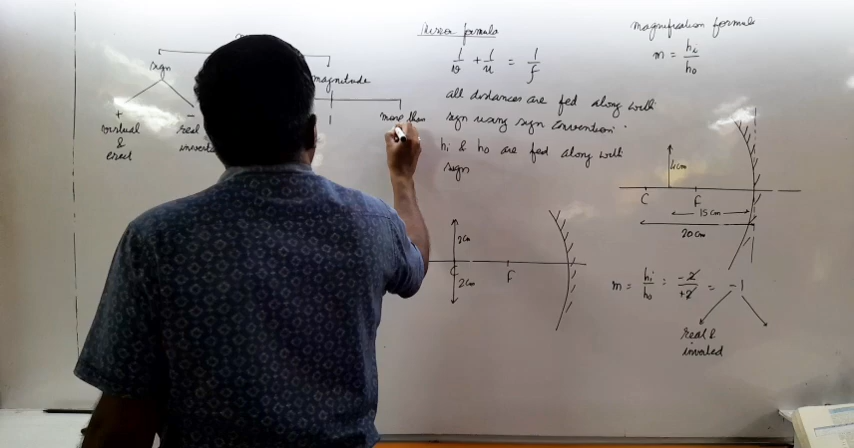 sign
magnitude
+
virtual
&
erect
-
real
1
more than
Mirror formula
1/v + 1/u = 1/f
all distances are fed along with
sign using sign convention.
hi & ho are fed along with
sign
magnification formula
m = hi/ho
4cm
C
F
15 cm
20 cm
2cm
C
F
2cm
m = hi/ho = -2/+2 = -1
real &
inverted